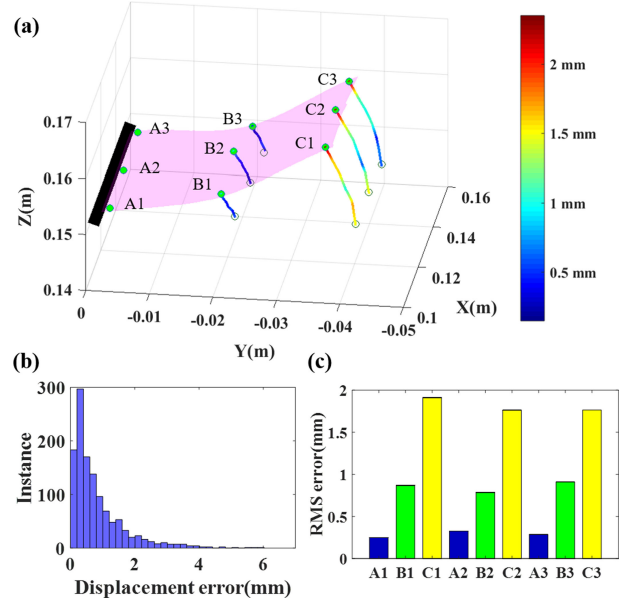 (a)
C3
C2
C1
B3
B2
B1
A3
A2
A1
0.17
0.16
0.15
0.14
Z(m)
0
-0.01
-0.02
-0.03
-0.04
-0.05
Y(m)
0.1
0.12
0.14
0.16
X(m)
2 mm
1.5 mm
1 mm
0.5 mm
(b)
300
200
100
0
Instance
0 2 4 6
Displacement error(mm)
(c)
2
1.5
1
0.5
0
RMS error(mm)
A1 B1 C1 A2 B2 C2 A3 B3 C3